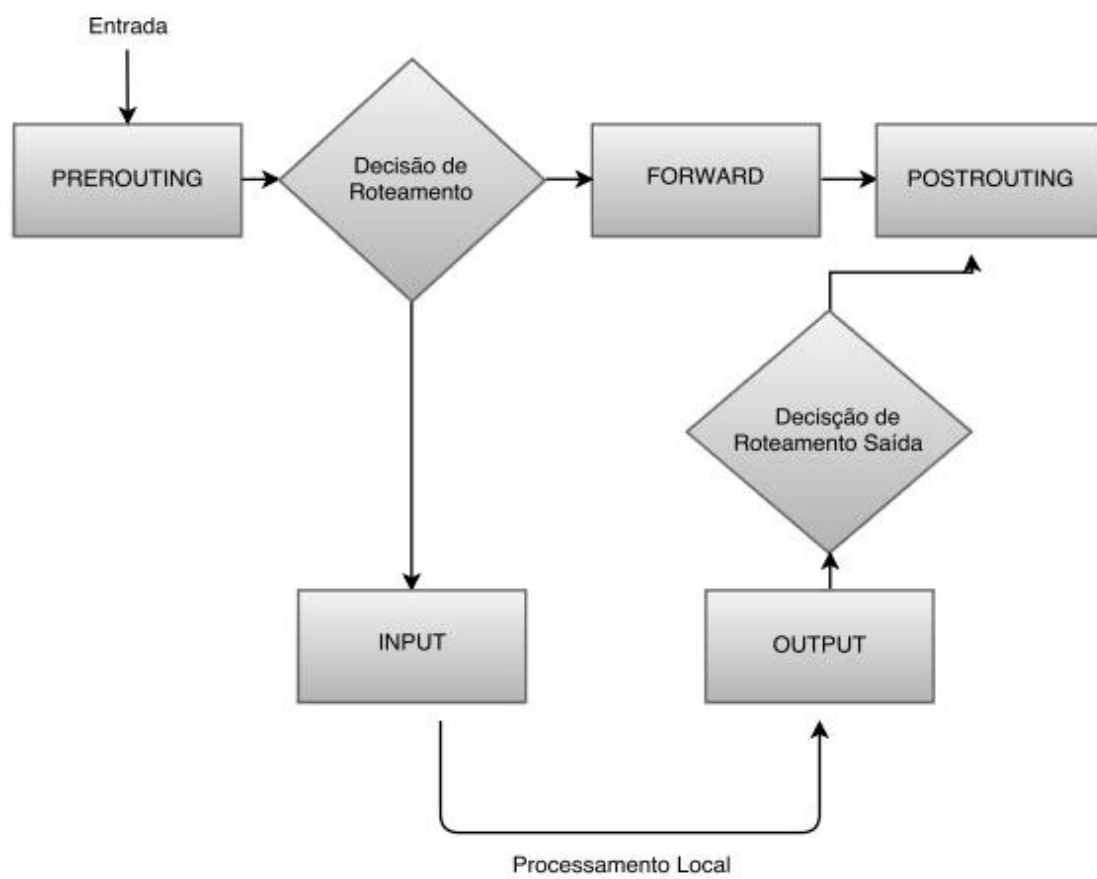 Entrada
PREROUTING
Decisão de
Roteamento
FORWARD
POSTROUTING
Decisção de
Roteamento Saída
INPUT
OUTPUT
Processamento Local